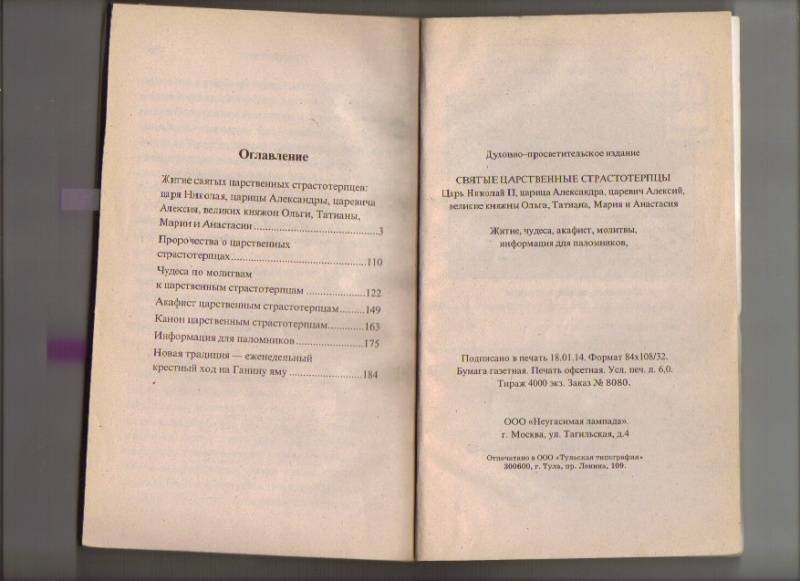 Оглавление
Житие святых царственных страстотерпцев:
царя Николая, царицы Александры, царевича
Алексия, великих княжон Ольги, Татианы,
Марии и Анастасии.................................3
Пророчества о царственных
страстотерпцах.................................110
Чудеса по молитвам
к царственным страстотерпцам ...............122
Акафист царственным страстотерпцам........149
Канон царственным страстотерпцам...........163
Информация для паломников....................175
Новая традиция — еженедельный
крестный ход на Ганину яму ....................184
Духовно–просветительское издание
СВЯТЫЕ ЦАРСТВЕННЫЕ СТРАСТОТЕРПЦЫ
Царь Николай II, царица Александра, царевич Алексий,
великие княжны Ольга, Татиана, Мария и Анастасия
Житие, чудеса, акафист, молитвы,
информация для паломников,
Подписано в печать 18.01.14. Формат 84х108/32.
Бумага газетная. Печать офсетная. Усл. печ. л. 6,0.
Тираж 4000 экз. Заказ № 8080.
ООО «Неугасимая лампада».
г. Москва, ул. Тагильская, д.4
Отпечатано в ООО «Тульская типография»
300600, г. Тула, пр. Ленина, 109.